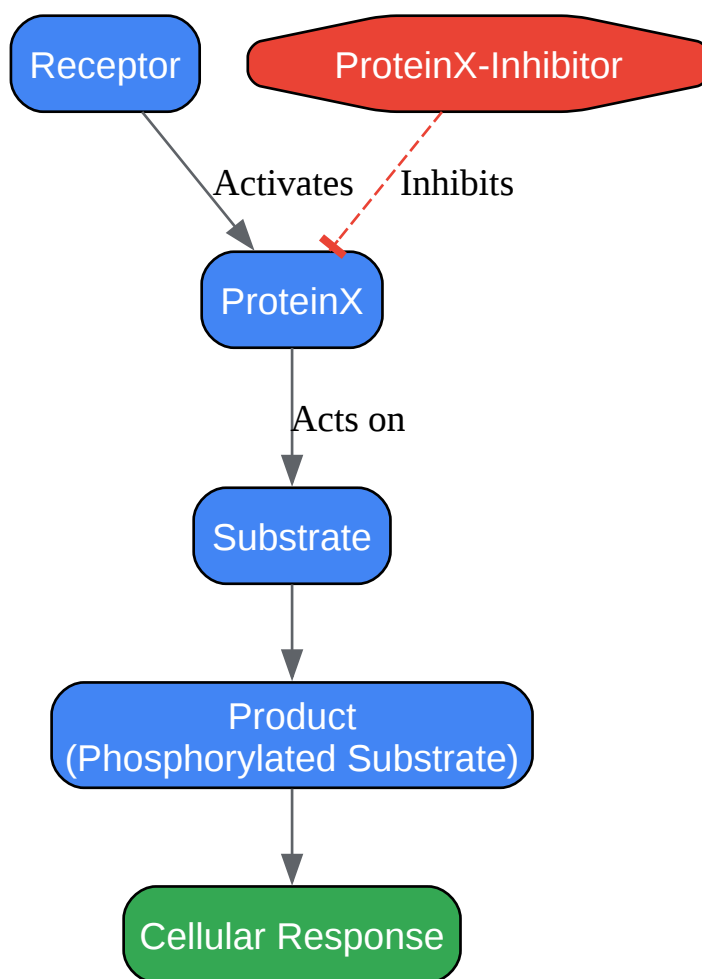 Receptor
ProteinX-Inhibitor
Activates
Inhibits
ProteinX
Acts on
Substrate
Product
(Phosphorylated Substrate)
Cellular Response